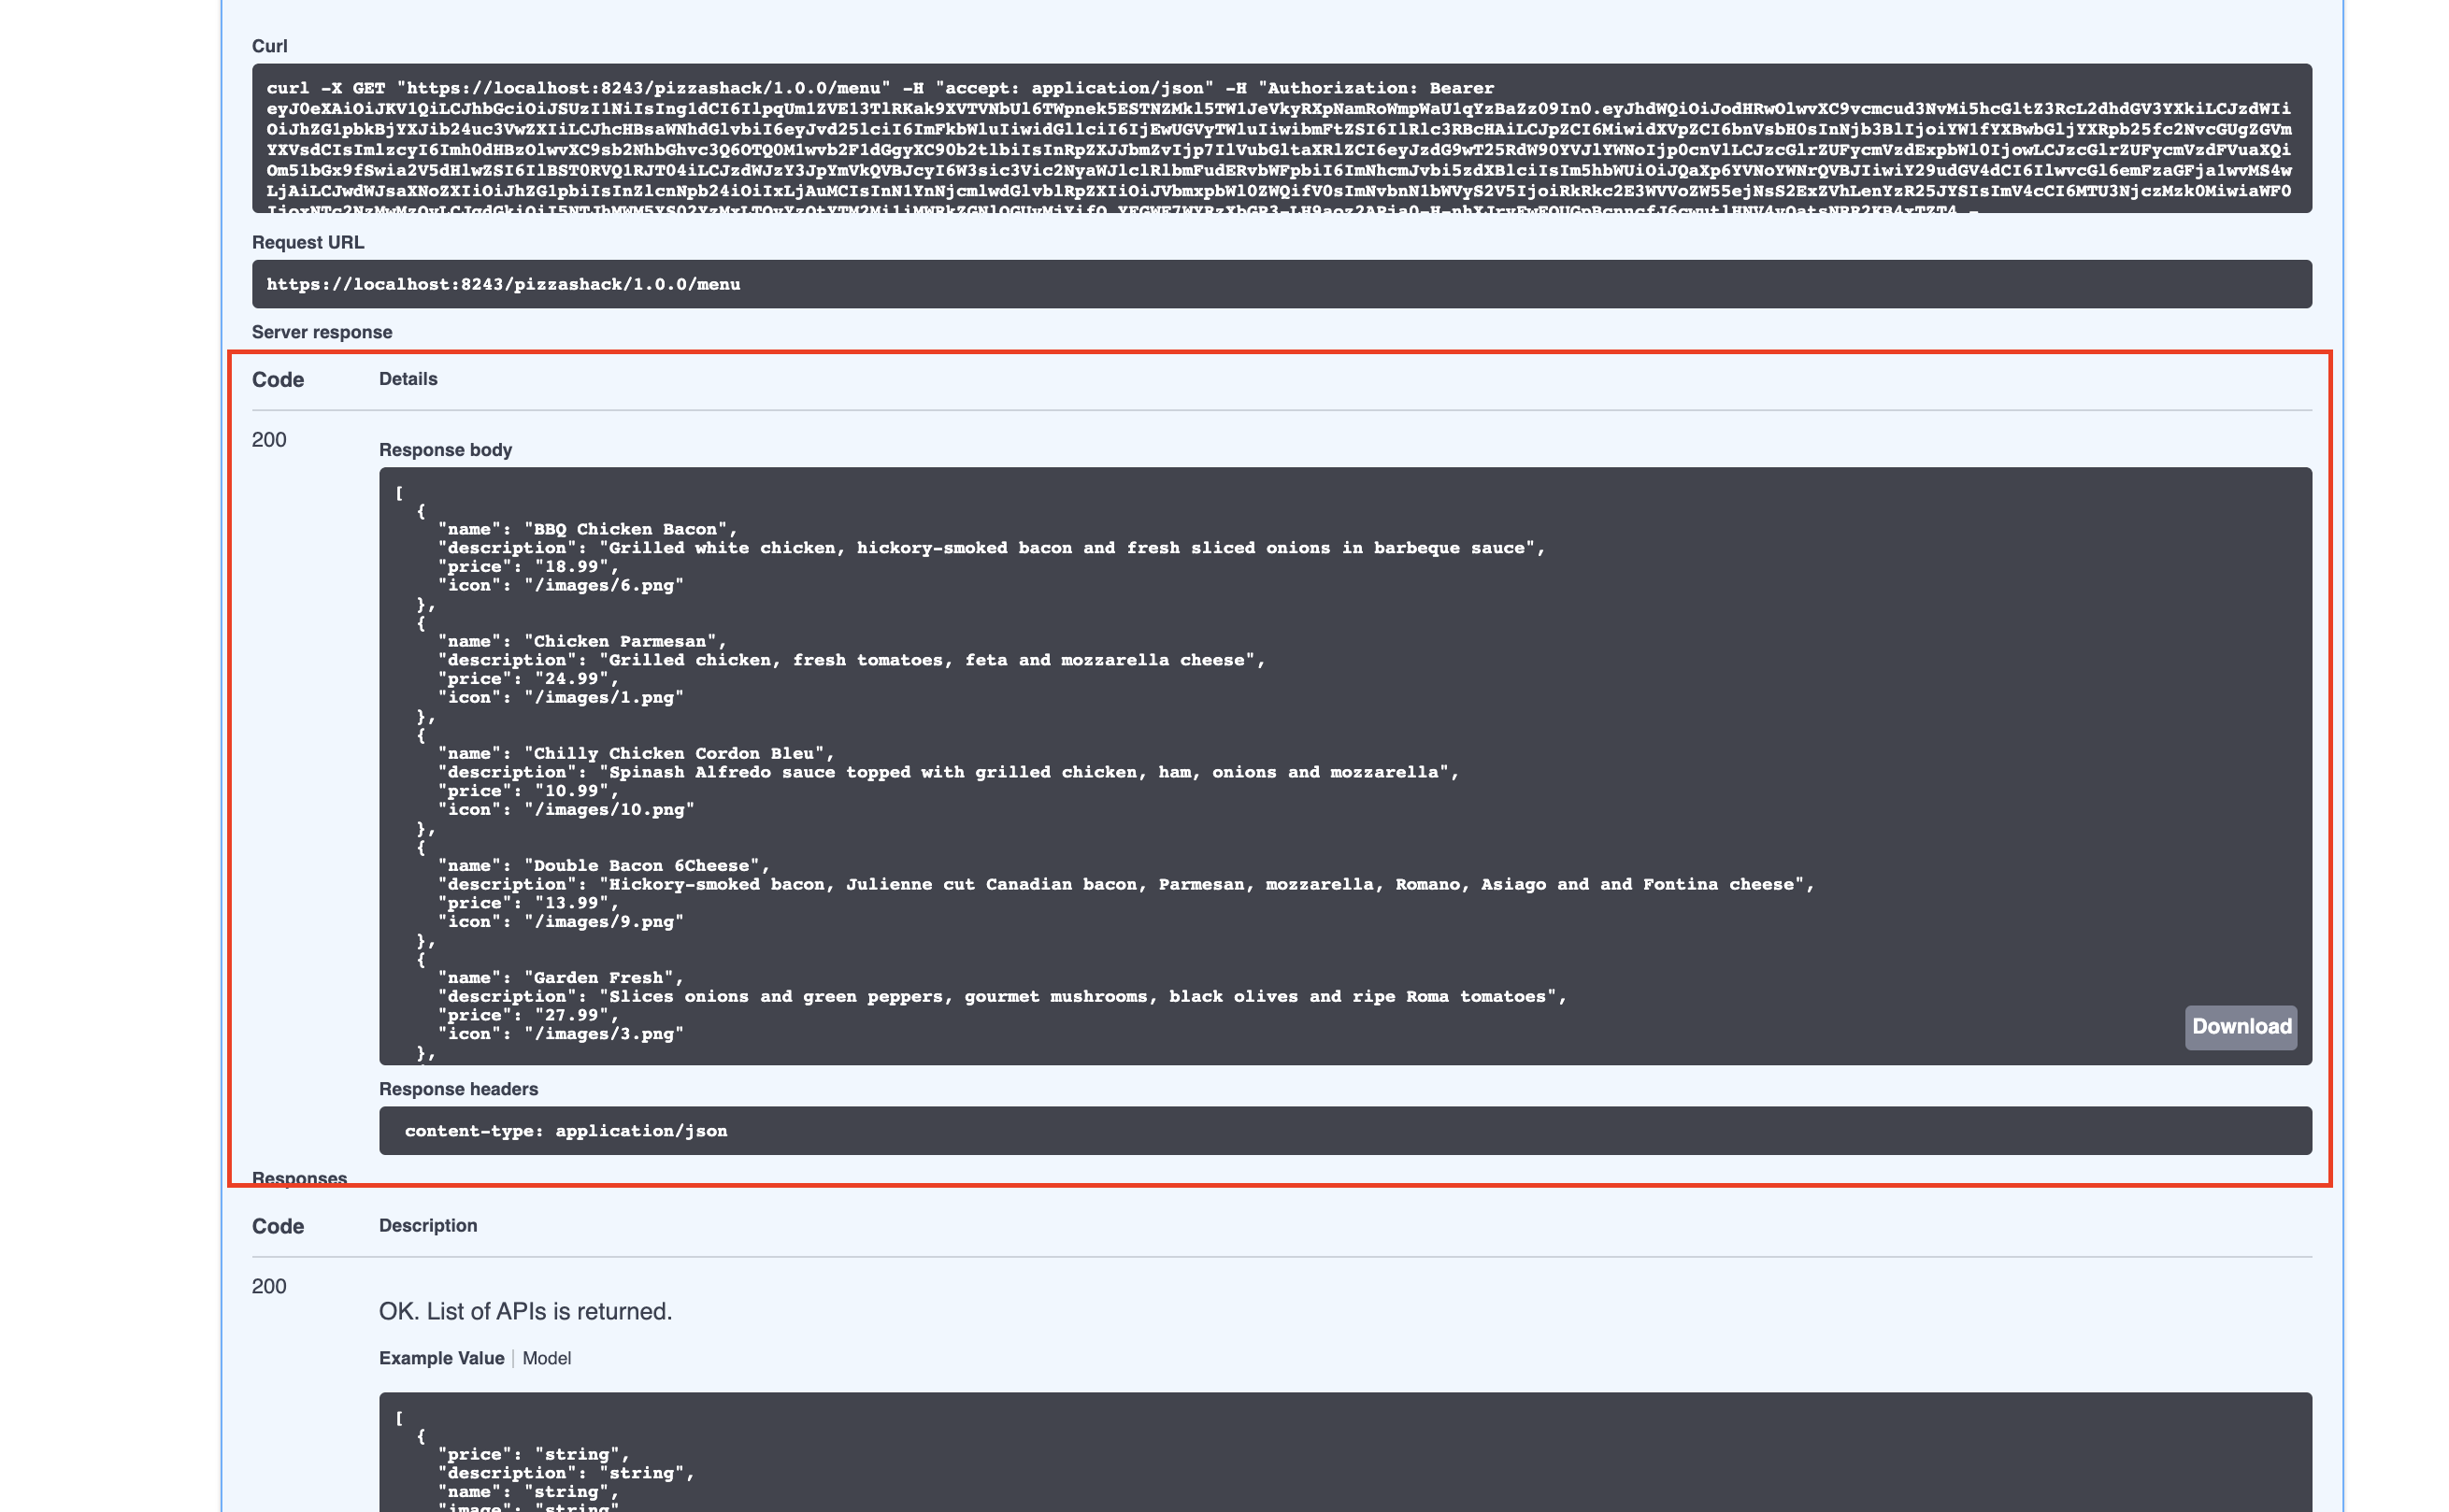 Curl
curl -X GET "https://localhost:8243/pizzashack/1.0.0/menu" -H "accept: application/json" -H "Authorization: Bearer
Request URL
https://localhost:8243/pizzashack/1.0.0/menu
Server response
Code Details
200
Response body
[
{
"name": "BBQ Chicken Bacon",
"description": "Grilled white chicken, hickory-smoked bacon and fresh sliced onions in barbeque sauce",
"price": "18.99",
"icon": "/images/6.png"
},
{
"name": "Chicken Parmesan",
"description": "Grilled chicken, fresh tomatoes, feta and mozzarella cheese",
"price": "24.99",
"icon": "/images/1.png"
},
{
"name": "Chilly Chicken Cordon Bleu",
"description": "Spinash Alfredo sauce topped with grilled chicken, ham, onions and mozzarella",
"price": "10.99",
"icon": "/images/10.png"
},
{
"name": "Double Bacon 6Cheese",
"description": "Hickory-smoked bacon, Julienne cut Canadian bacon, Parmesan, mozzarella, Romano, Asiago and and Fontina cheese",
"price": "13.99",
"icon": "/images/9.png"
},
{
"name": "Garden Fresh",
"description": "Slices onions and green peppers, gourmet mushrooms, black olives and ripe Roma tomatoes",
"price": "27.99",
"icon": "/images/3.png"
},
Download
Response headers
content-type: application/json
Responses
Code Description
200
OK. List of APIs is returned.
Example Value Model
[
{
"price": "string",
"description": "string",
"name": "string",
"image": "string"